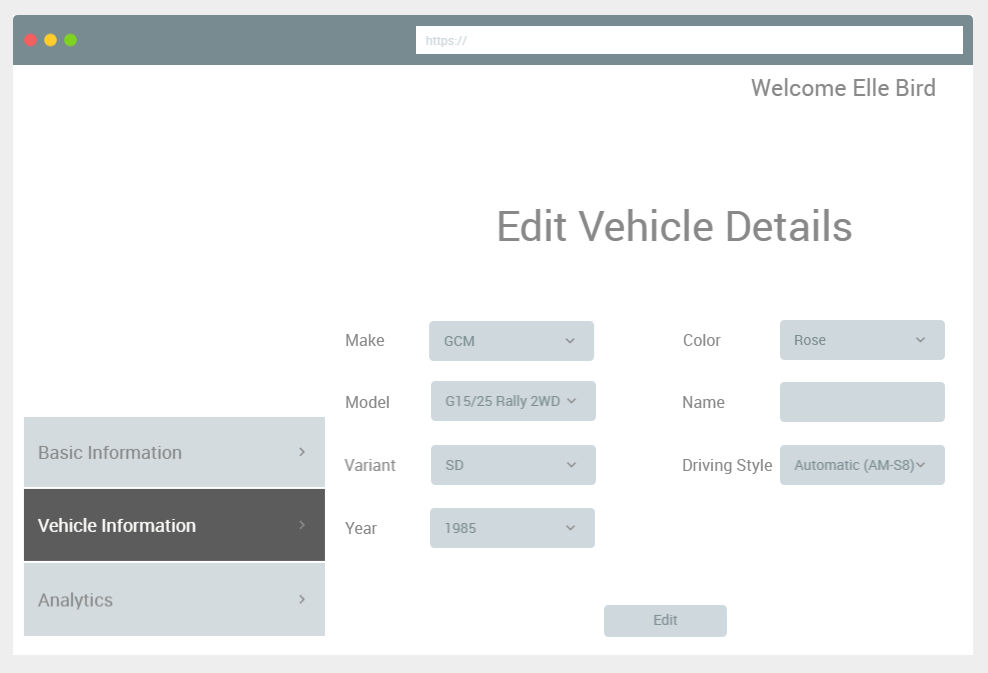 https://
Welcome Elle Bird
Edit Vehicle Details
Make
GCM
Color
Rose
Model
G15/25 Rally 2WD
Name
Variant
SD
Driving Style
Automatic (AM-S8)
Year
1985
Basic Information
Vehicle Information
Analytics
Edit